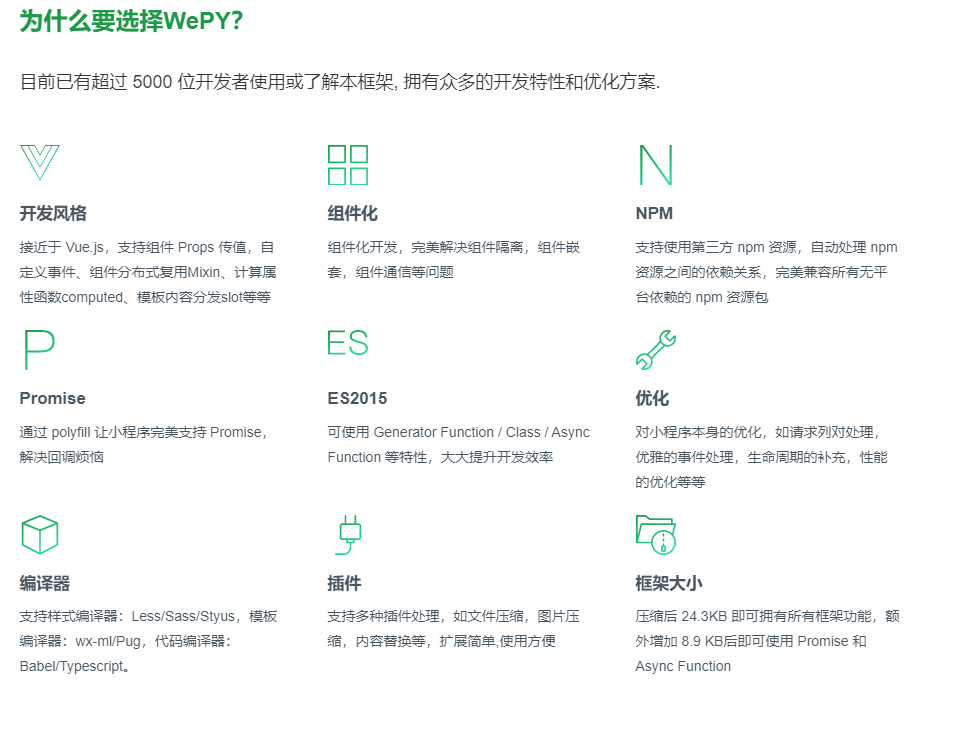 为什么要选择WePY？
目前已有超过 5000 位开发者使用或了解本框架, 拥有众多的开发特性和优化方案.
开发风格
接近于 Vue.js，支持组件 Props 传值，自
定义事件、组件分布式复用Mixin、计算属
性函数computed、模板内容分发slot等等
组件化
组件化开发，完美解决组件隔离，组件嵌
套，组件通信等问题
N
NPM
支持使用第三方 npm 资源，自动处理 npm
资源之间的依赖关系，完美兼容所有无平
台依赖的 npm 资源包
P
Promise
通过 polyfill 让小程序完美支持 Promise，
解决回调烦恼
ES
ES2015
可使用 Generator Function / Class / Async
Function 等特性，大大提升开发效率
优化
对小程序本身的优化，如请求列对处理，
优雅的事件处理，生命周期的补充，性能
的优化等等
编译器
支持样式编译器：Less/Sass/Styus，模板
编译器：wx-ml/Pug，代码编译器：
Babel/Typescript。
插件
支持多种插件处理，如文件压缩，图片压
缩，内容替换等，扩展简单,使用方便
框架大小
压缩后 24.3KB 即可拥有所有框架功能，额
外增加 8.9 KB后即可使用 Promise 和
Async Function